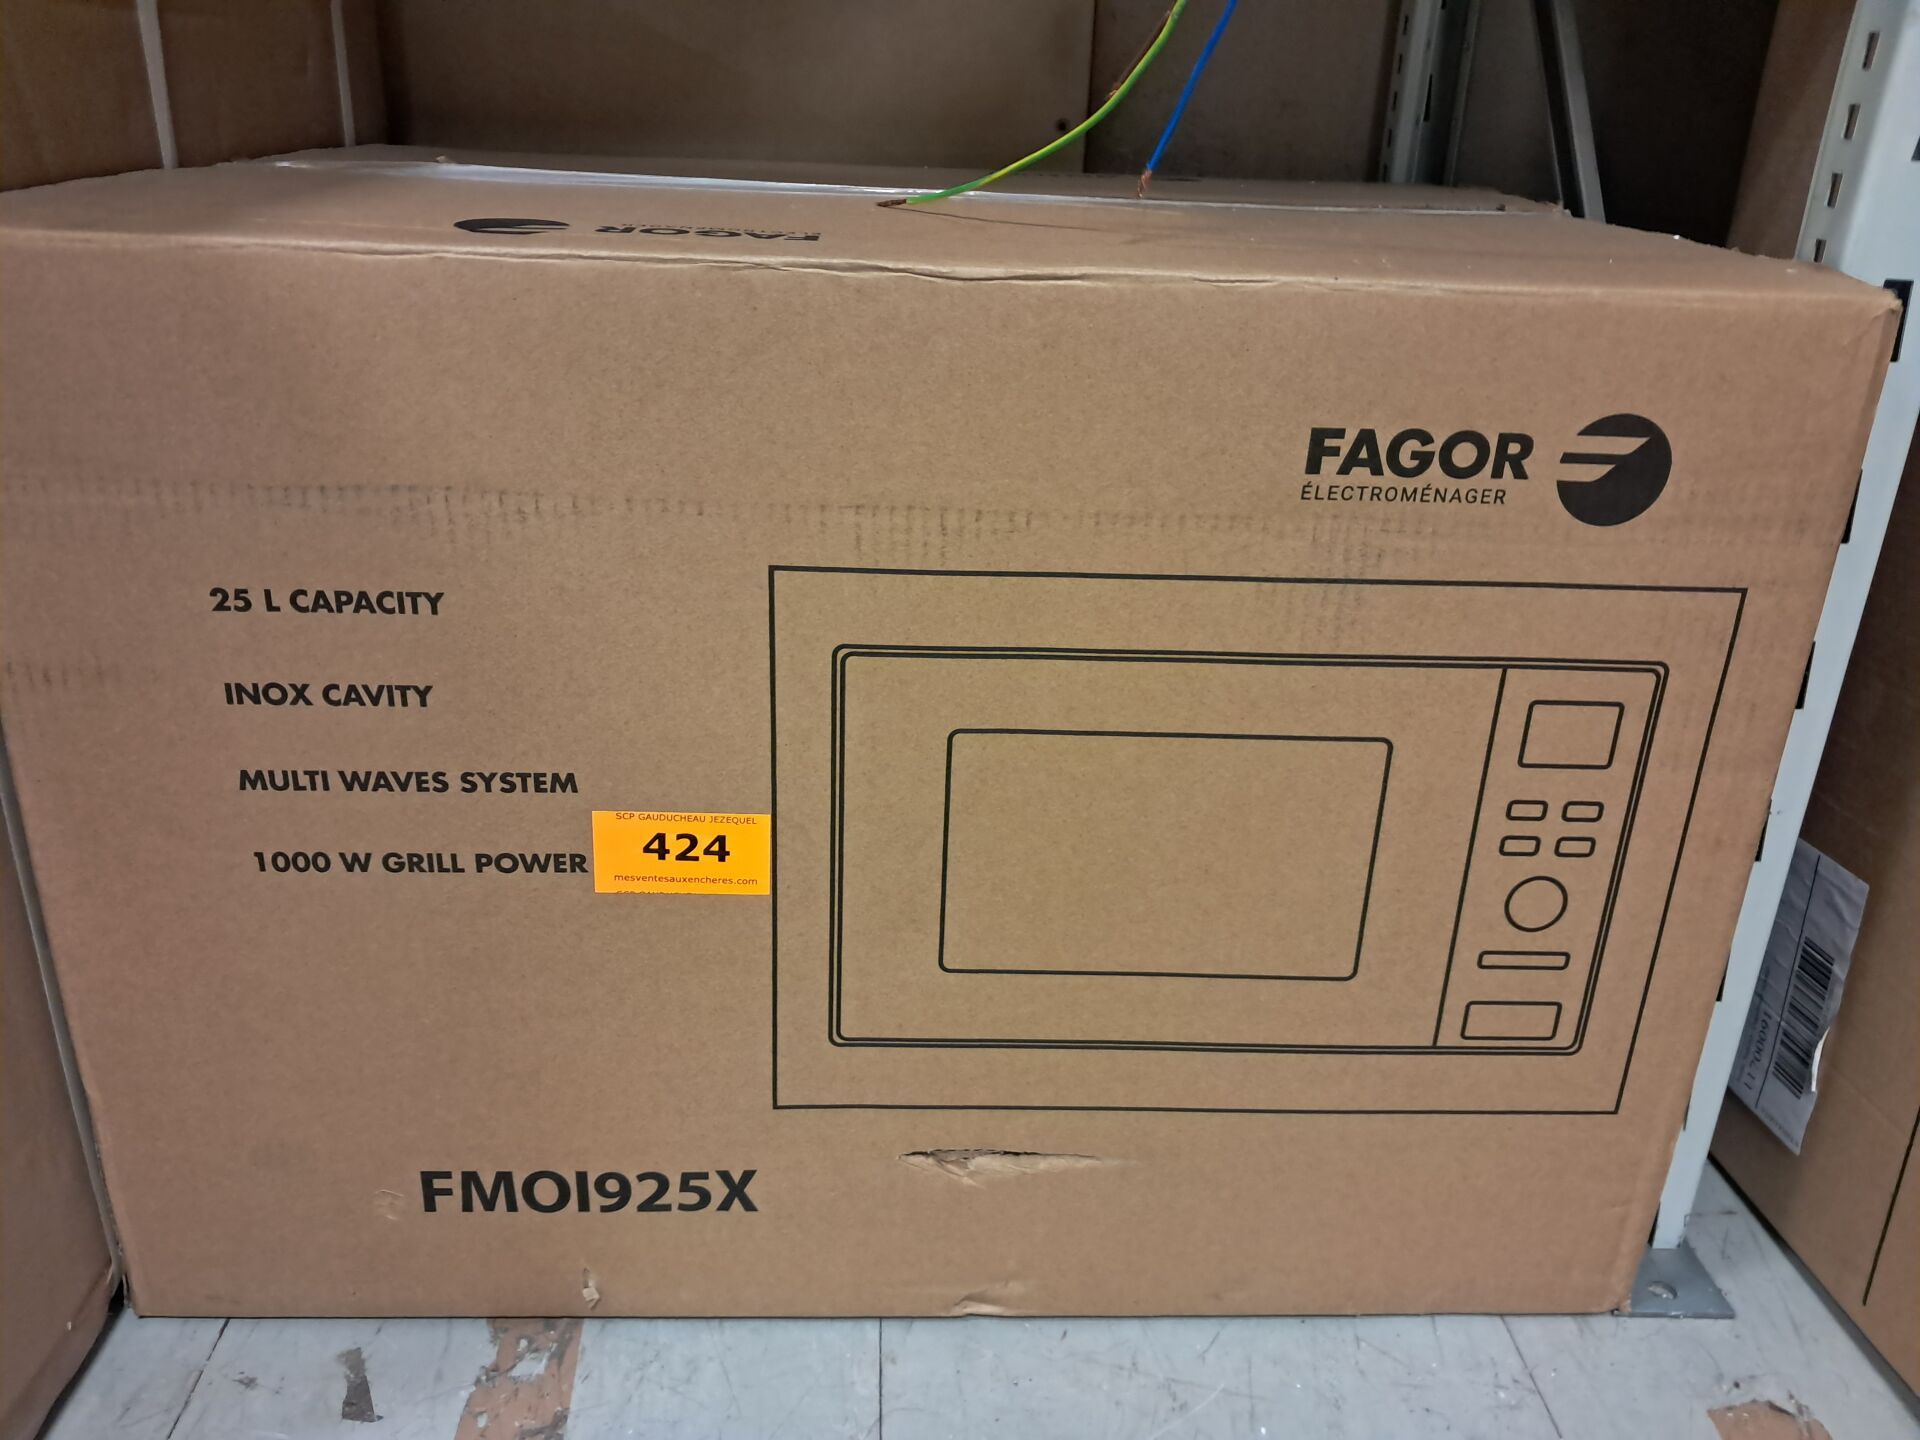 FAGOR
ÉLECTROMÉNAGER
FAGOR
ÉLECTROMÉNAGER
25 L CAPACITY
INOX CAVITY
MULTI WAVES SYSTEM
1000 W GRILL POWER
SCP GAUDUCHEAU JEZEQUEL
424
mesventesauxencheres.com
FMOI925X